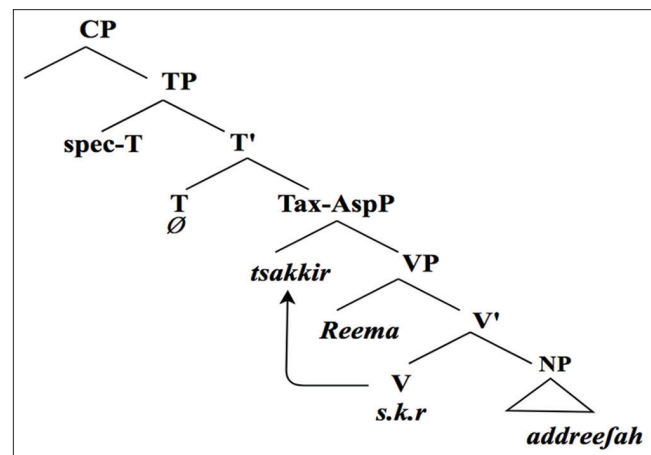 CP
TP
spec-T T'
T Tax-AspP
Ø
tsakkir VP
Reema V'
V NP
s.k.r
addreeʃah